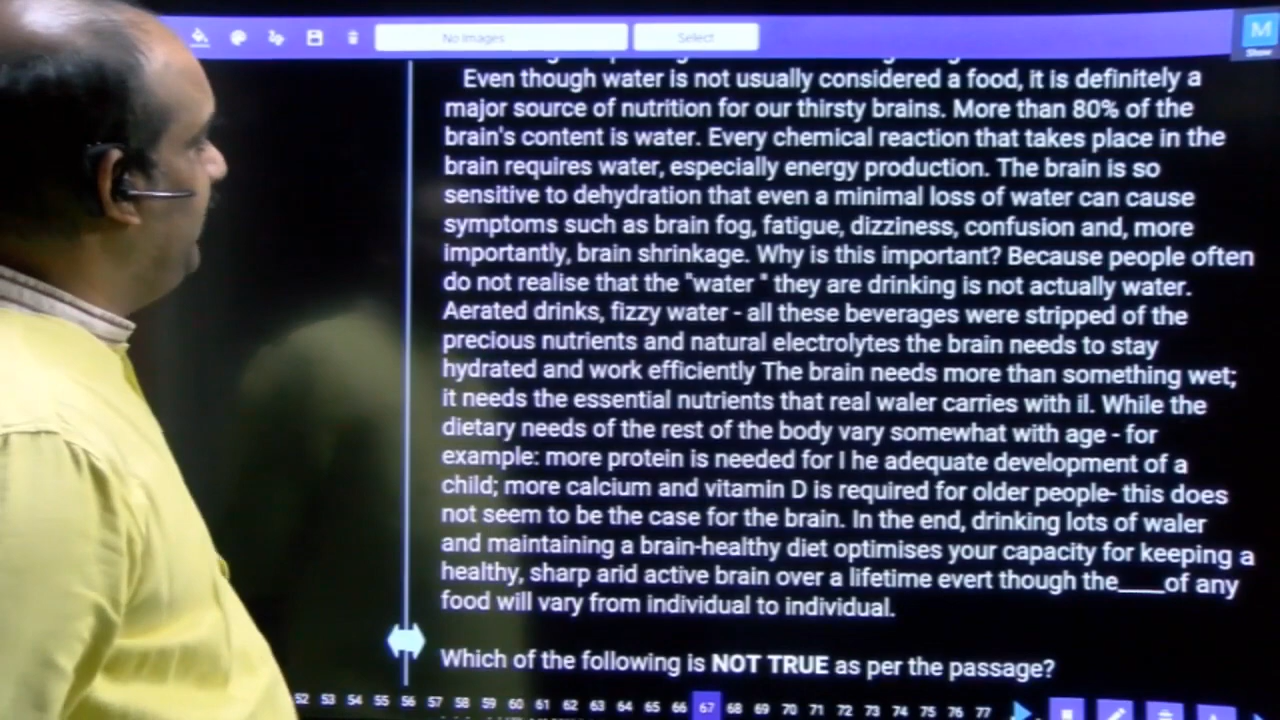 No Images Select
M
Show
Even though water is not usually considered a food, it is definitely a
major source of nutrition for our thirsty brains. More than 80% of the
brain's content is water. Every chemical reaction that takes place in the
brain requires water, especially energy production. The brain is so
sensitive to dehydration that even a minimal loss of water can cause
symptoms such as brain fog, fatigue, dizziness, confusion and, more
importantly, brain shrinkage. Why is this important? Because people often
do not realise that the "water " they are drinking is not actually water.
Aerated drinks, fizzy water - all these beverages were stripped of the
precious nutrients and natural electrolytes the brain needs to stay
hydrated and work efficiently The brain needs more than something wet;
it needs the essential nutrients that real waler carries with il. While the
dietary needs of the rest of the body vary somewhat with age - for
example: more protein is needed for I he adequate development of a
child; more calcium and vitamin D is required for older people- this does
not seem to be the case for the brain. In the end, drinking lots of waler
and maintaining a brain-healthy diet optimises your capacity for keeping a
healthy, sharp arid active brain over a lifetime evert though the____of any
food will vary from individual to individual.
Which of the following is NOT TRUE as per the passage?
52 53 54 55 56 57 58 59 60 61 62 63 64 65 66 67 68 69 70 71 72 73 74 75 76 77